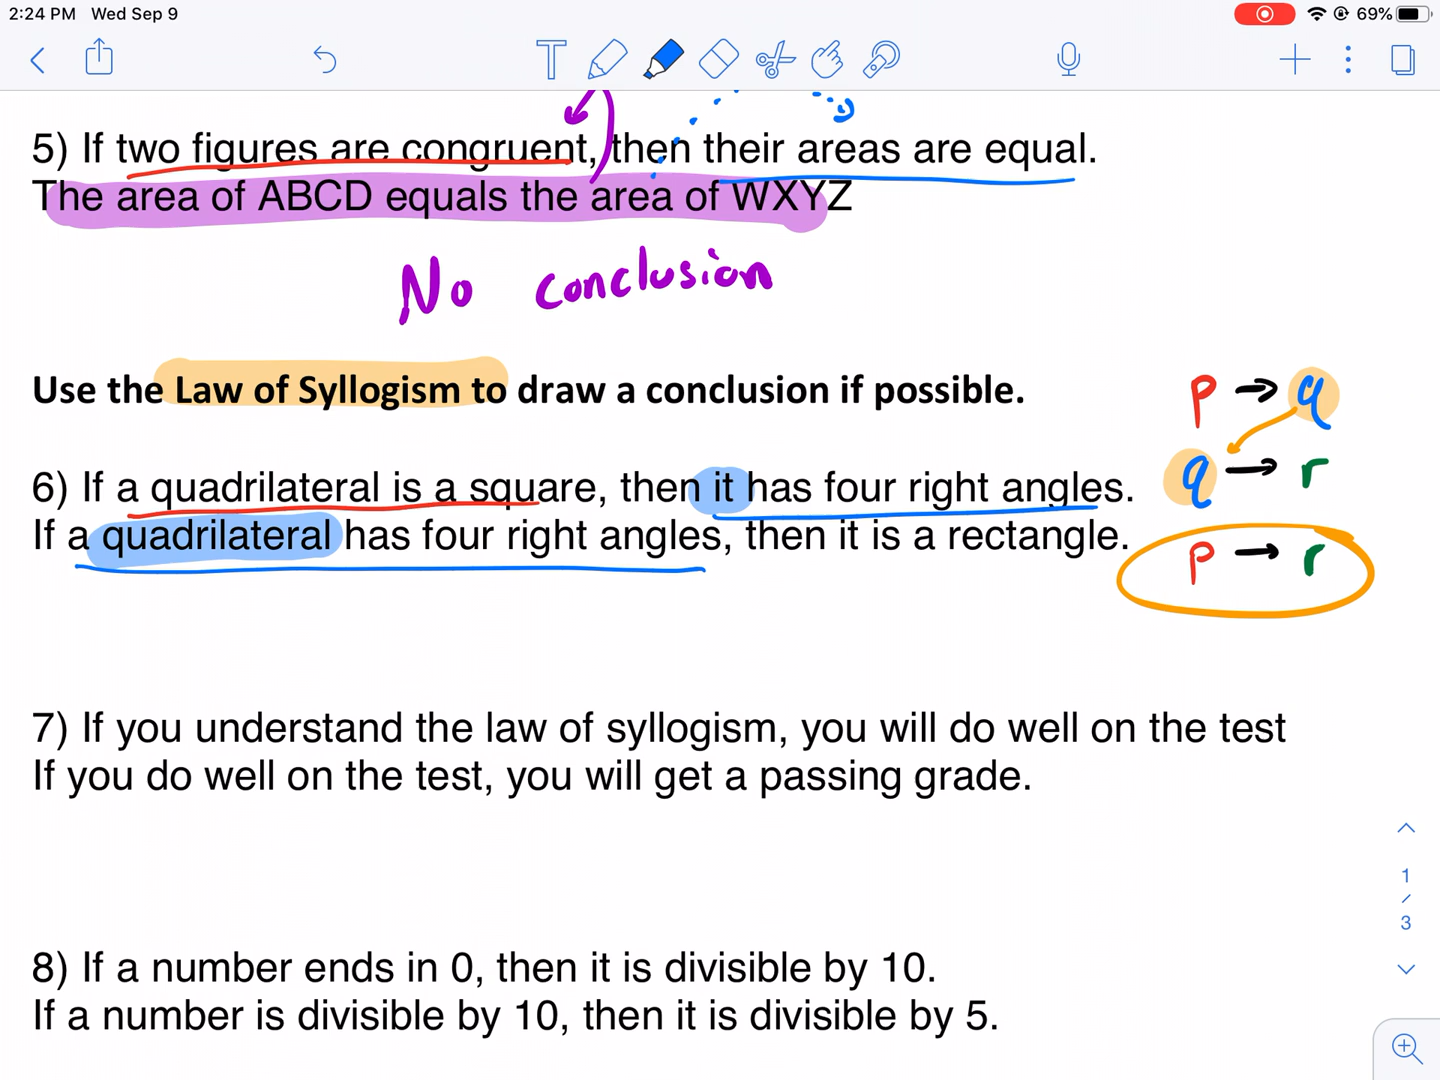 2:24 PM Wed Sep 9
69%
5) If two figures are congruent, then their areas are equal.
The area of ABCD equals the area of WXYZ
No conclusion
Use the Law of Syllogism to draw a conclusion if possible.
p → q
6) If a quadrilateral is a square, then it has four right angles.
q → r
If a quadrilateral has four right angles, then it is a rectangle.
p → r
7) If you understand the law of syllogism, you will do well on the test
If you do well on the test, you will get a passing grade.
1
/
3
8) If a number ends in 0, then it is divisible by 10.
If a number is divisible by 10, then it is divisible by 5.